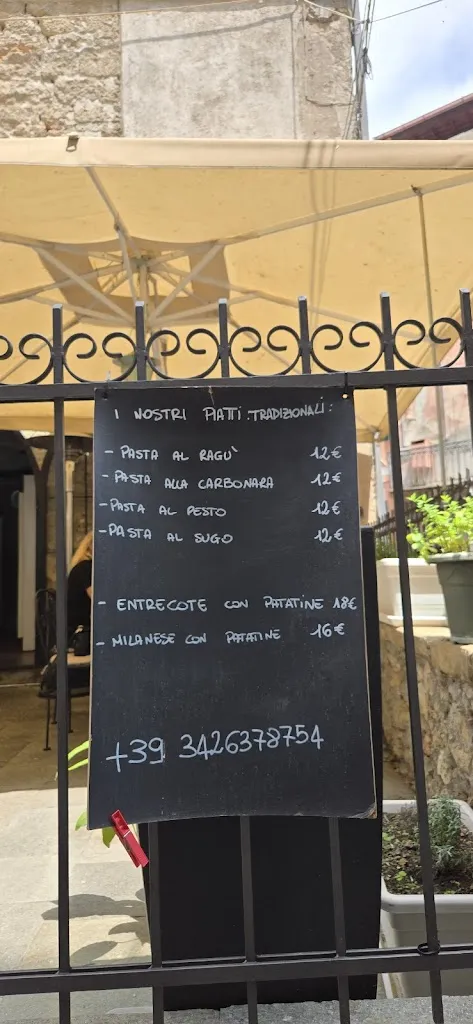 I NOSTRI PIATTI TRADIZIONALI:
- PASTA AL RAGU` 12€
- PASTA ALLA CARBONARA 12€
- PASTA AL PESTO 12€
- PASTA AL SUGO 12€
- ENTRECOTE CON PATATINE 18€
- MILANESE CON PATATINE 16€
+39 3426378754